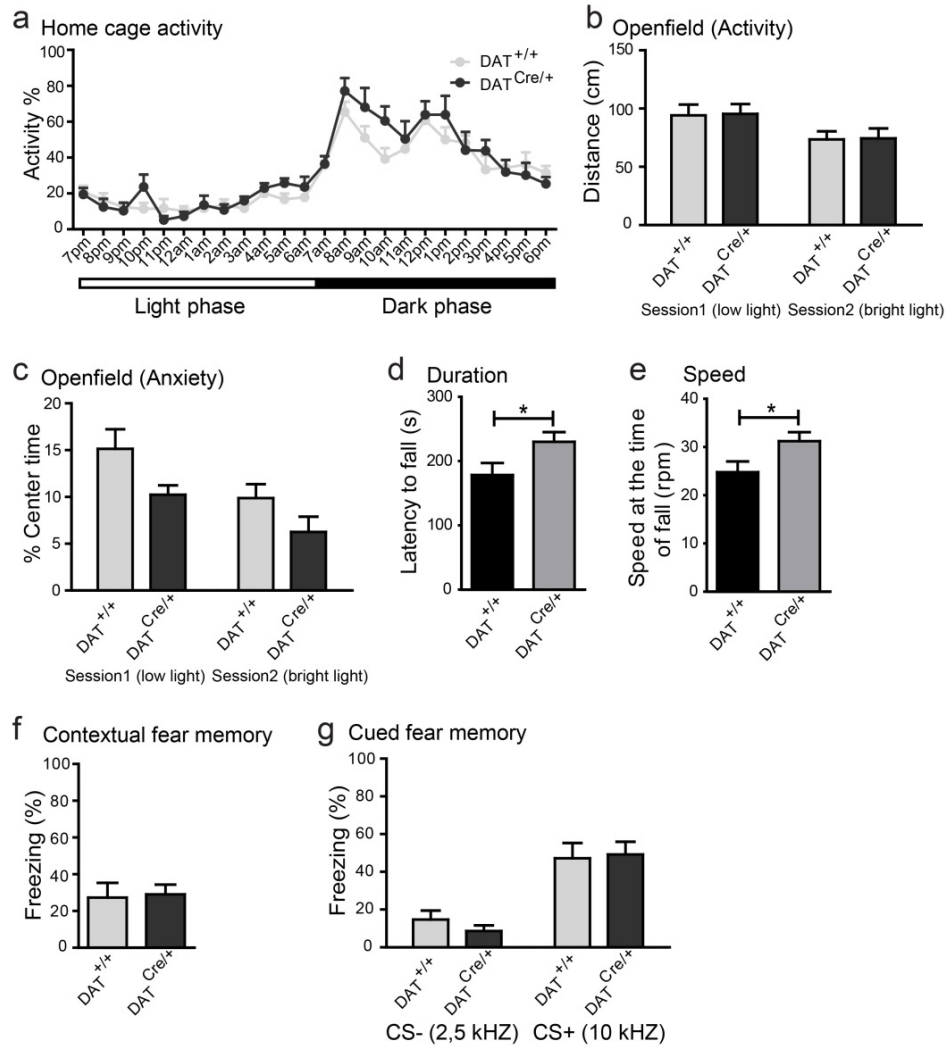 a Home cage activity
Activity %
100
80
60
40
20
0
DAT+/+
DATCre/+
7pm 8pm 9pm 10pm 11pm 12am 1am 2am 3am 4am 5am 6am 7am 8am 9am 10am 11am 12pm 1pm 2pm 3pm 4pm 5pm 6pm
Light phase Dark phase
b Openfield (Activity)
Distance (cm)
150
100
50
0
DAT+/+ DATCre/+ DAT+/+ DATCre/+
Session1 (low light) Session2 (bright light)
c Openfield (Anxiety)
% Center time
20
15
10
5
0
DAT+/+ DAT Cre/+ DAT+/+ DAT Cre/+
Session1 (low light) Session2 (bright light)
d Duration
Latency to fall (s)
300
200
100
0
*
DAT+/+ DAT Cre/+
e Speed
Speed at the time
of fall (rpm)
40
30
20
10
0
*
DAT+/+ DAT Cre/+
f Contextual fear memory
Freezing (%)
100
80
60
40
20
0
DAT+/+ DAT Cre/+
g Cued fear memory
Freezing (%)
100
80
60
40
20
0
DAT+/+ DAT Cre/+ DAT+/+ DAT Cre/+
CS- (2,5 kHZ) CS+ (10 kHZ)